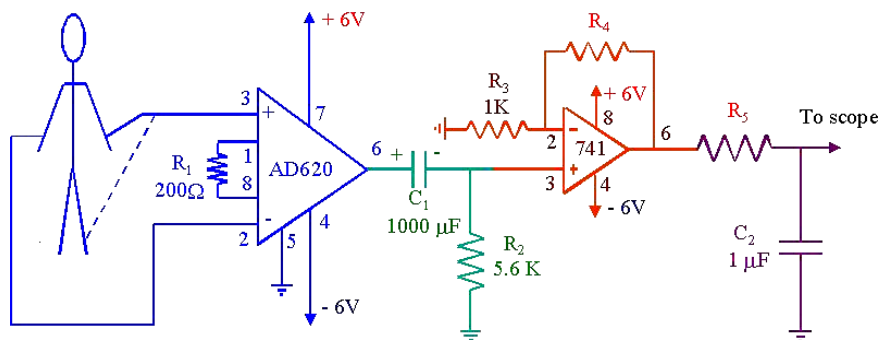 + 6V
R4
R3
1K
+ 6V
3
+
7
8
R5
To scope
2
-
6
1
6
+
-
741
R1
AD620
3
+
4
200Ω
8
C1
- 6V
-
4
1000 µF
R2
C2
2
5
5.6 K
1 µF
- 6V